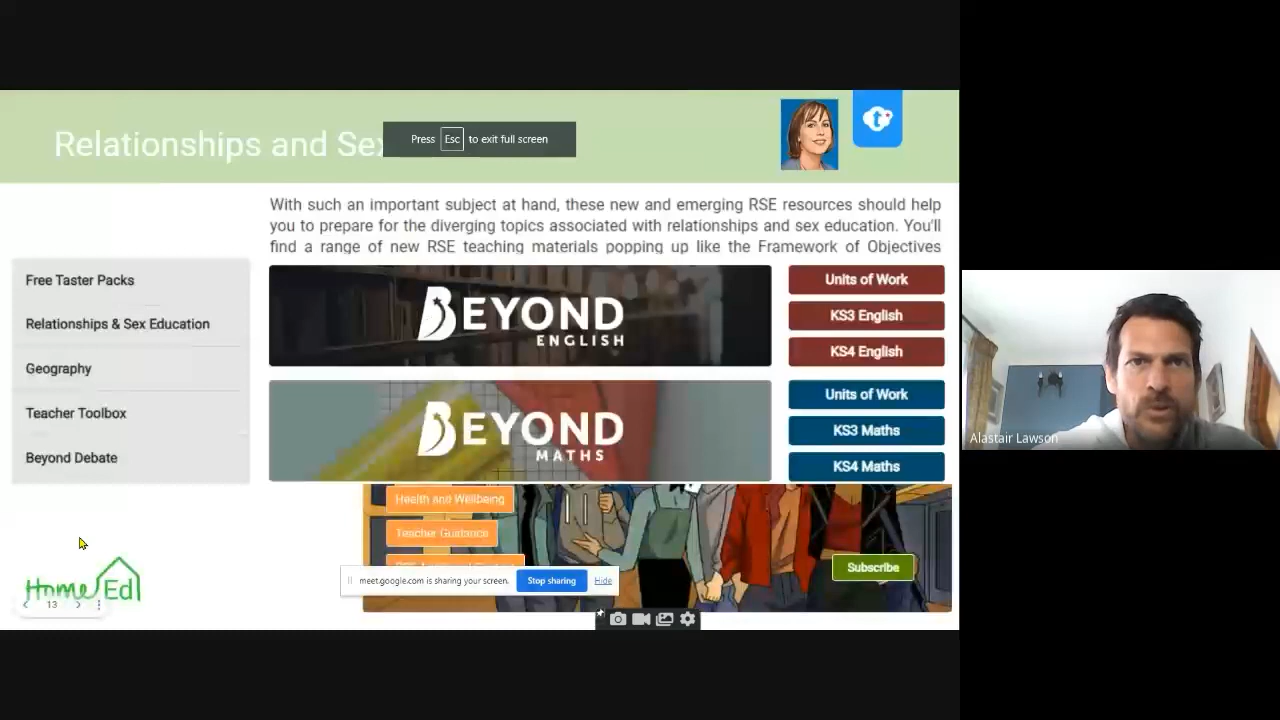 Relationships and Sex
Press Esc to exit full screen
With such an important subject at hand, these new and emerging RSE resources should help
you to prepare for the diverging topics associated with relationships and sex education. You'll
find a range of new RSE teaching materials popping up like the Framework of Objectives
Free Taster Packs
Relationships & Sex Education
Geography
Teacher Toolbox
Beyond Debate
BEYOND
ENGLISH
Units of Work
KS3 English
KS4 English
BEYOND
MATHS
Units of Work
KS3 Maths
KS4 Maths
Health and Wellbeing
Teacher Guidance
Subscribe
meet.google.com is sharing your screen.
Stop sharing
Hide
Home Ed
13
Alastair Lawson